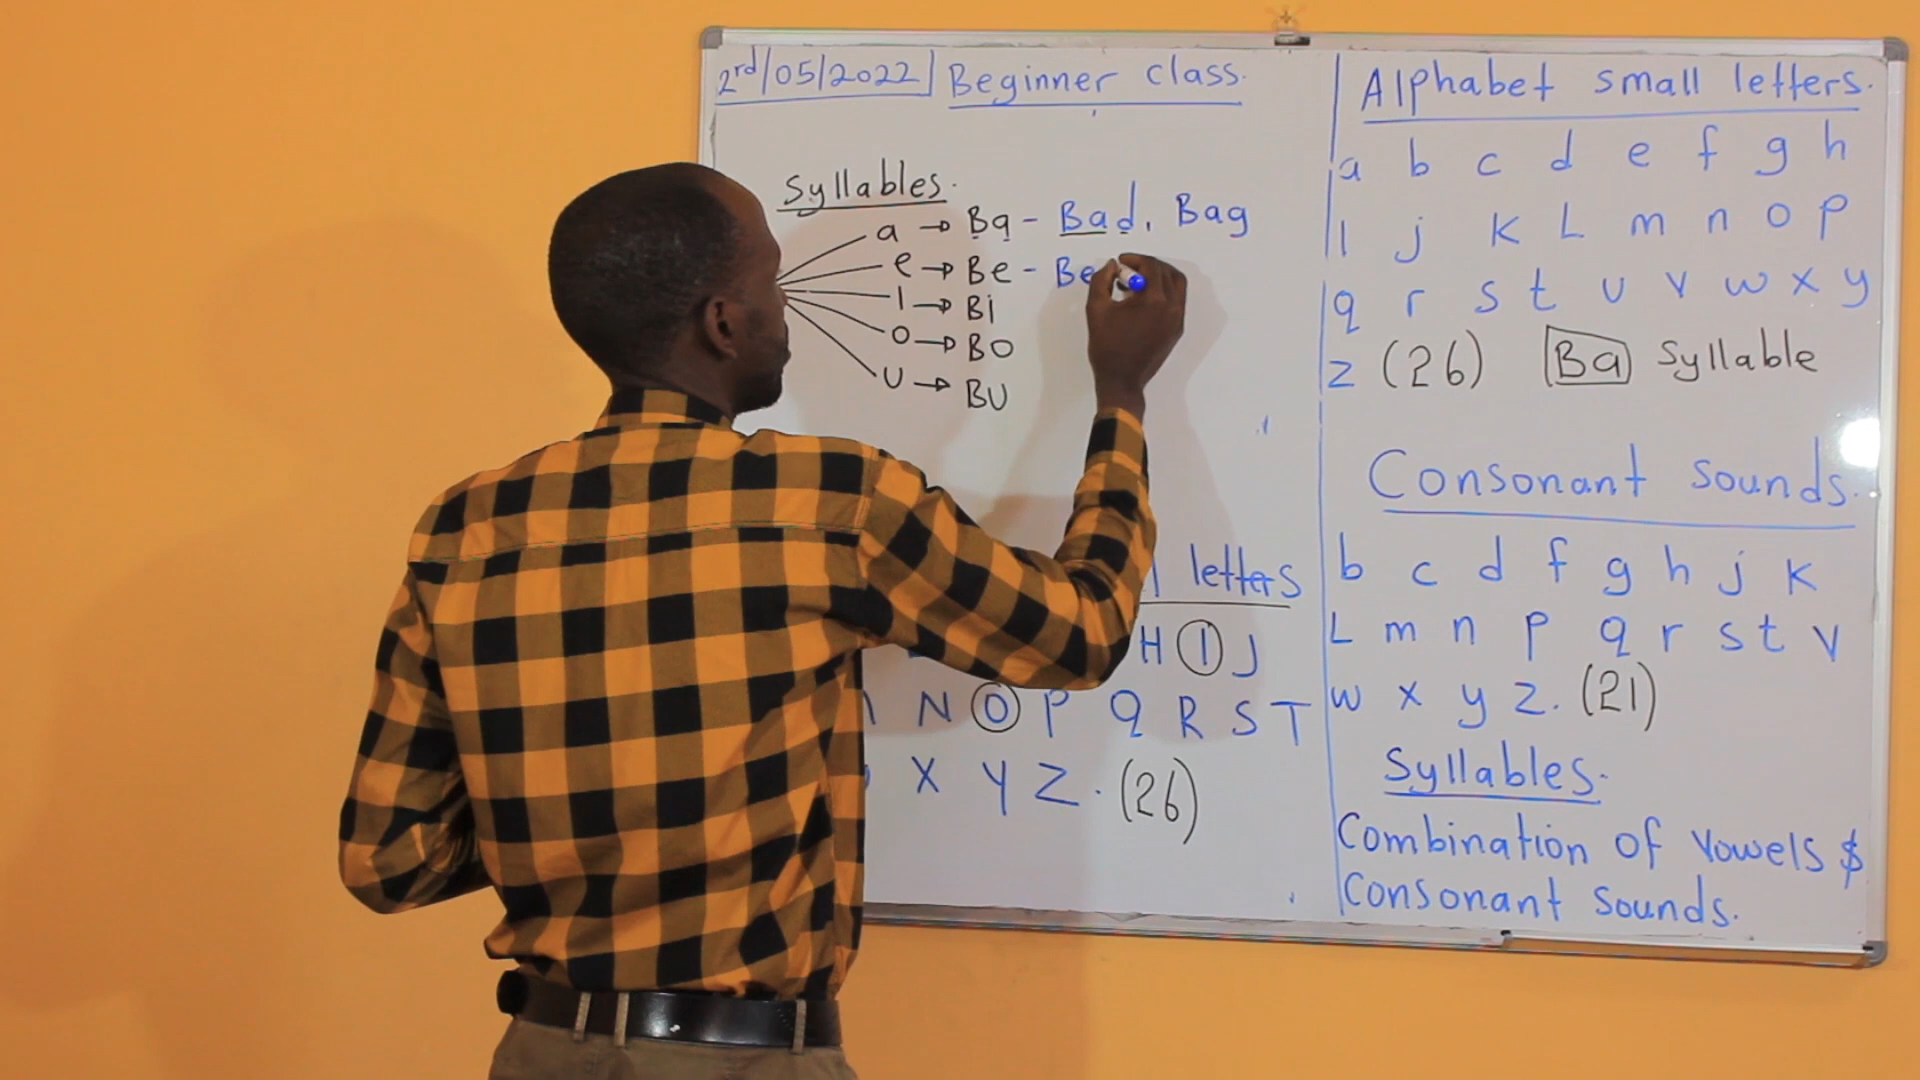 2rd/05/2022 Beginner class.
Syllables.
a → Ba - Bad, Bag
e → Be - Be
I → Bi
o → BO
U → BU
letters
H I J
N O P Q R S T
X Y Z. (26)
Alphabet small letters.
a b c d e f g h
I j k L m n o p
q r s t u v w x y
z (26) Ba Syllable
Consonant sounds.
b c d f g h j k
L m n p q r s t v
w x y z. (21)
Syllables.
Combination of Vowels $
Consonant Sounds.